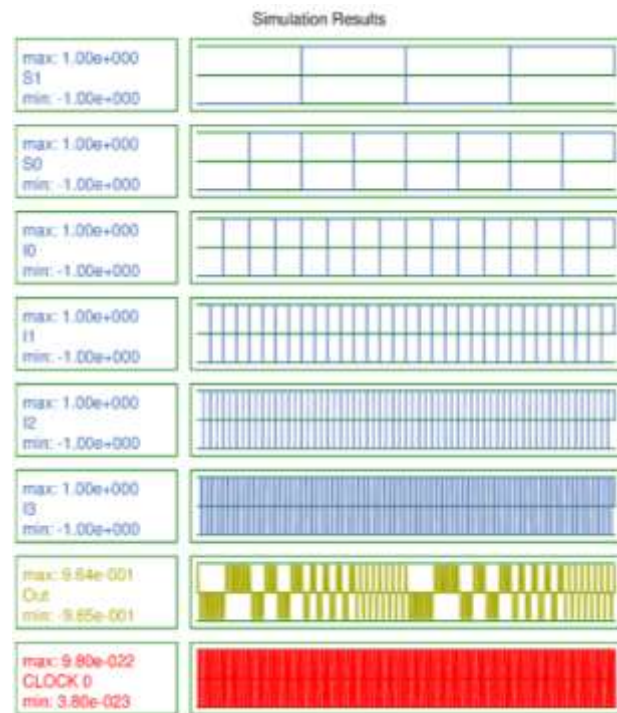 Simulation Results
max: 1.00e+000
S1
min: -1.00e+000
max: 1.00e+000
S0
min: -1.00e+000
max: 1.00e+000
I0
min: -1.00e+000
max: 1.00e+000
I1
min: -1.00e+000
max: 1.00e+000
I2
min: -1.00e+000
max: 1.00e+000
I3
min: -1.00e+000
max: 9.64e-001
Out
min: -9.65e-001
max: 9.80e-022
CLOCK 0
min: 3.80e-023